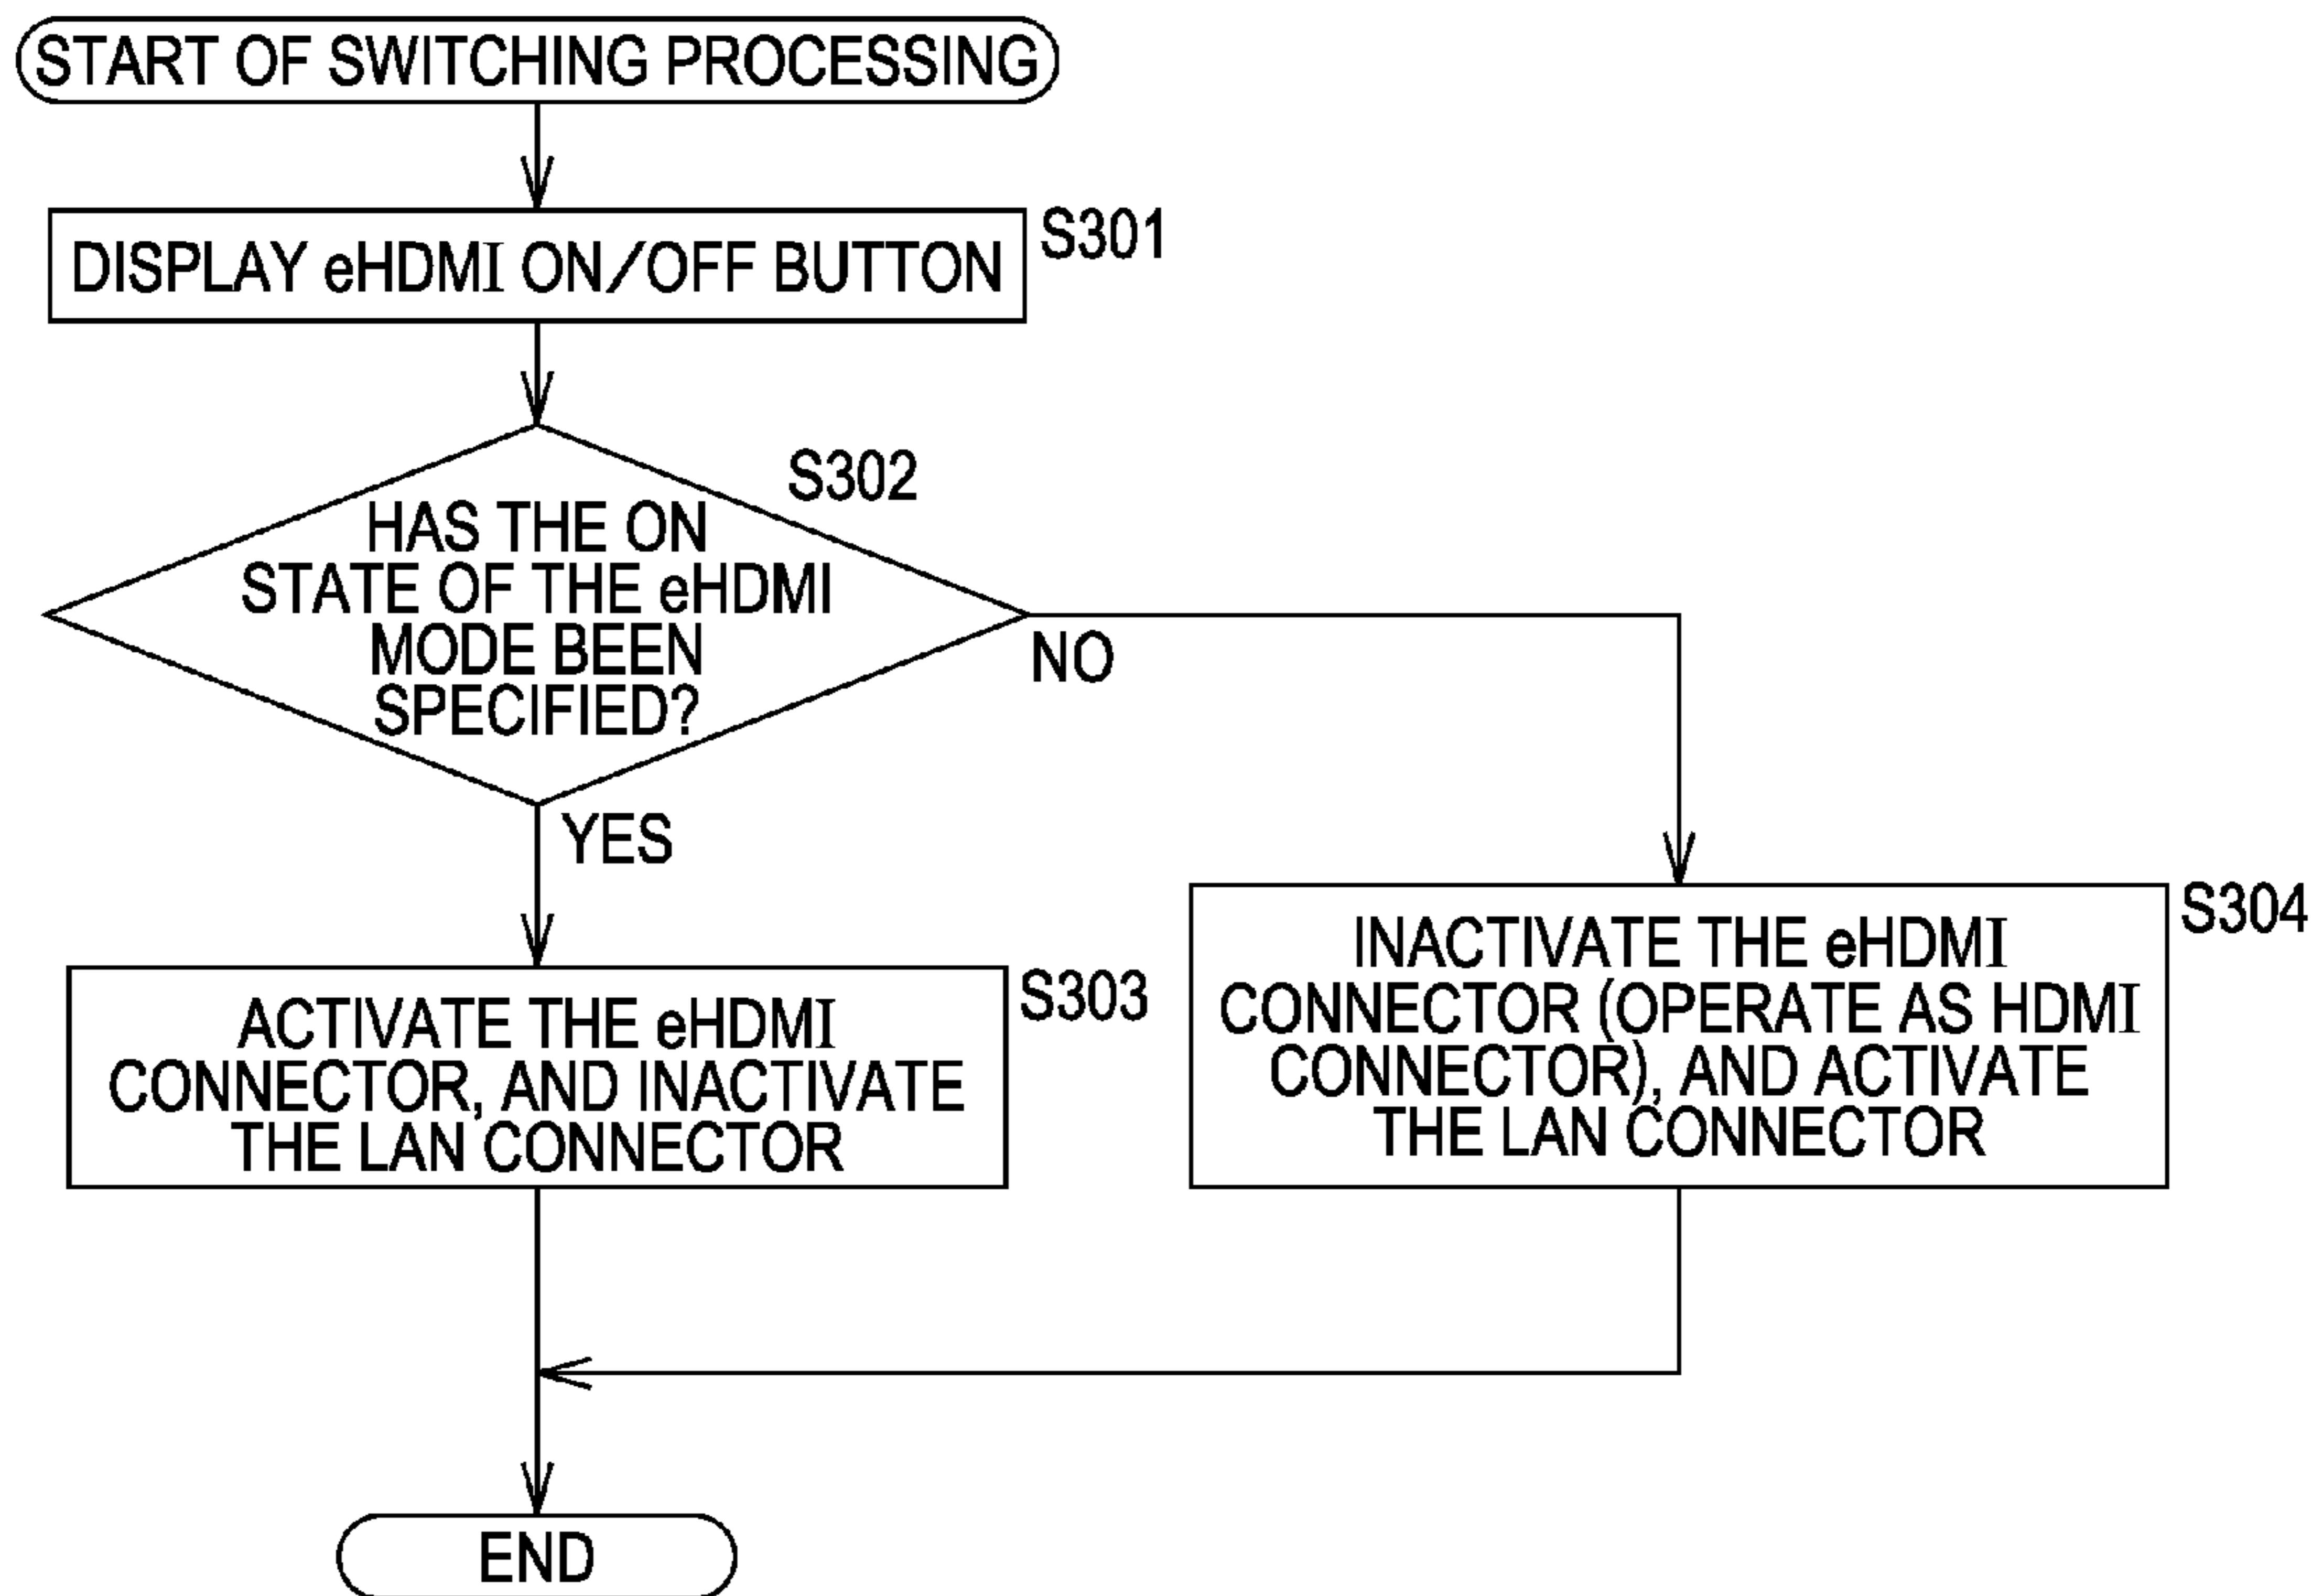 START OF SWITCHING PROCESSING
DISPLAY eHDMI ON/OFF BUTTON
S301
S302
HAS THE ON
STATE OF THE eHDMI
MODE BEEN
SPECIFIED?
NO
YES
ACTIVATE THE eHDMI
CONNECTOR, AND INACTIVATE
THE LAN CONNECTOR
S303
INACTIVATE THE eHDMI
CONNECTOR (OPERATE AS HDMI
CONNECTOR), AND ACTIVATE
THE LAN CONNECTOR
S304
END